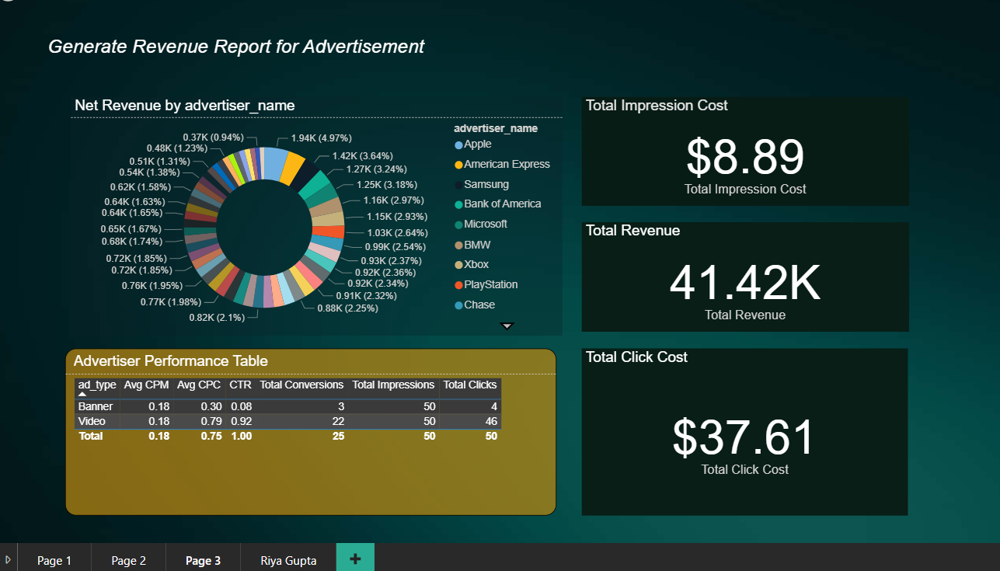 Generate Revenue Report for Advertisement
Net Revenue by advertiser_name
0.37K (0.94%)
0.48K (1.23%)
0.51K (1.31%)
0.54K (1.38%)
0.62K (1.58%)
0.64K (1.63%)
0.64K (1.65%)
0.65K (1.67%)
0.68K (1.74%)
0.72K (1.85%)
0.72K (1.85%)
0.76K (1.95%)
0.77K (1.98%)
0.82K (2.1%)
1.94K (4.97%)
1.42K (3.64%)
1.27K (3.24%)
1.25K (3.18%)
1.16K (2.97%)
1.15K (2.93%)
1.03K (2.64%)
0.99K (2.54%)
0.93K (2.37%)
0.92K (2.36%)
0.92K (2.34%)
0.91K (2.32%)
0.88K (2.25%)
advertiser_name
Apple
American Express
Samsung
Bank of America
Microsoft
BMW
Xbox
PlayStation
Chase
Total Impression Cost
$8.89
Total Impression Cost
Total Revenue
41.42K
Total Revenue
Advertiser Performance Table
ad_type Avg CPM Avg CPC CTR Total Conversions Total Impressions Total Clicks
Banner 0.18 0.30 0.08 3 50 4
Video 0.18 0.79 0.92 22 50 46
Total 0.18 0.75 1.00 25 50 50
Total Click Cost
$37.61
Total Click Cost
Page 1 Page 2 Page 3 Riya Gupta +